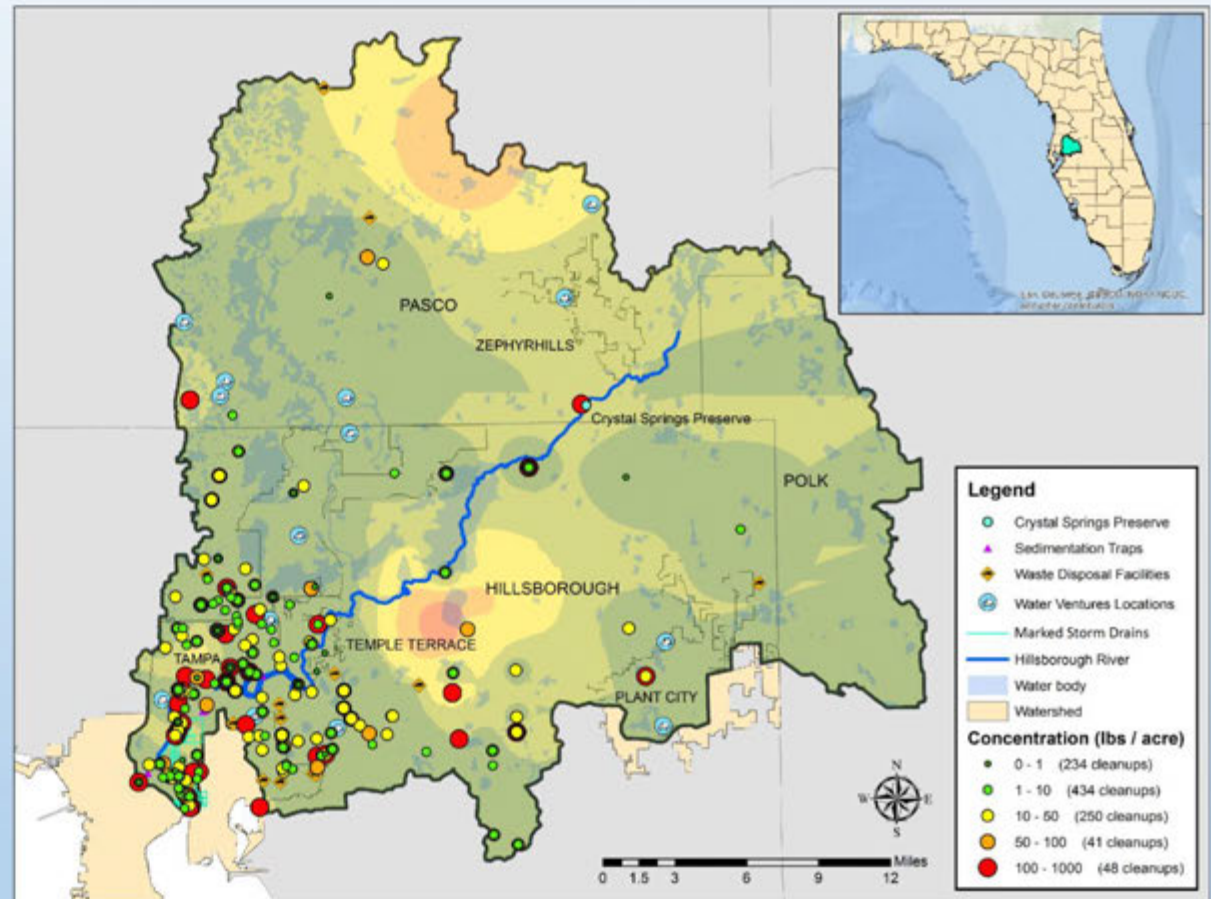 PASCO
ZEPHYRHILLS
Crystal Springs Preserve
POLK
HILLSBOROUGH
TEMPLE TERRACE
TAMPA
PLANT CITY
N
W
E
S
Miles
0 1.5 3 6 9 12
Legend
Crystal Springs Preserve
Sedimentation Traps
Waste Disposal Facilities
Water Ventures Locations
Marked Storm Drains
Hillsborough River
Water body
Watershed
Concentration (lbs / acre)
0 - 1 (234 cleanups)
1 - 10 (434 cleanups)
10 - 50 (250 cleanups)
50 - 100 (41 cleanups)
100 - 1000 (48 cleanups)